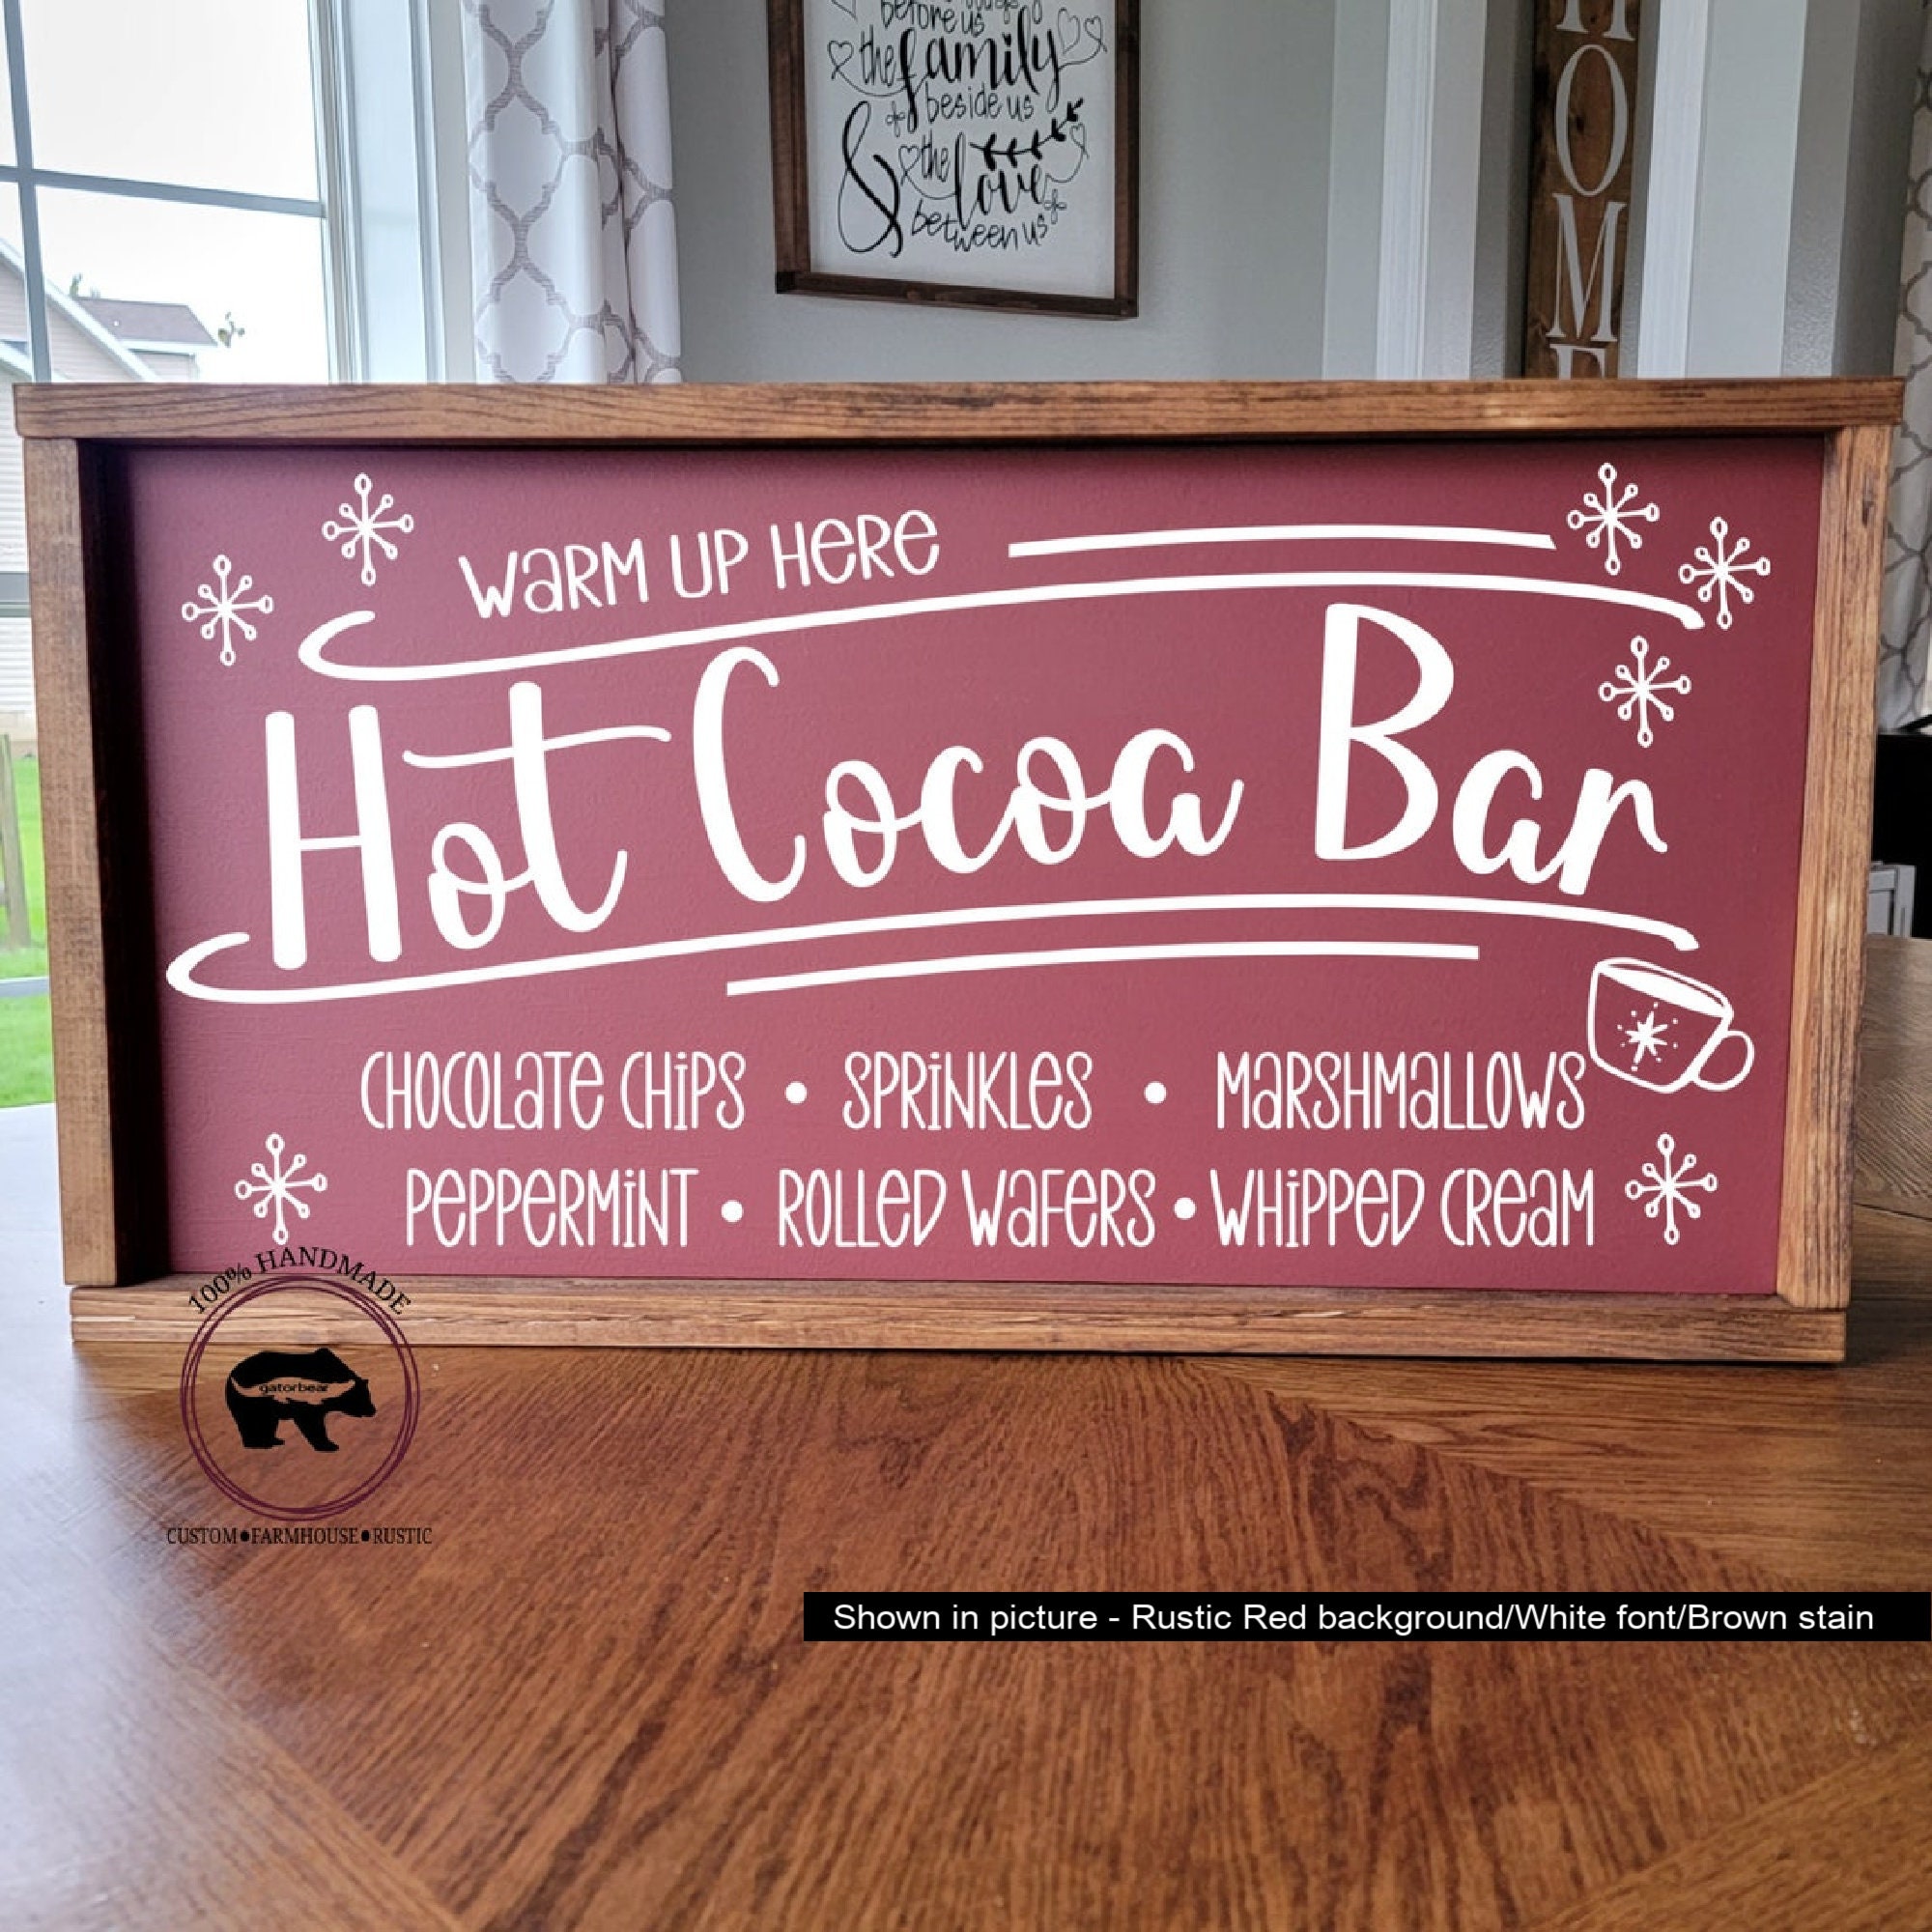 before us
the family
beside us
& the love
between us
HOME
WARM UP HERE
Hot Cocoa Bar
CHOCOLATE CHIPS • SPRINKLES • MARSHMALLOWS
PEPPERMINT • ROLLED WAFERS • WHIPPED CREAM
100% HANDMADE
gatorbear
CUSTOM•FARMHOUSE•RUSTIC
Shown in picture - Rustic Red background/White font/Brown stain